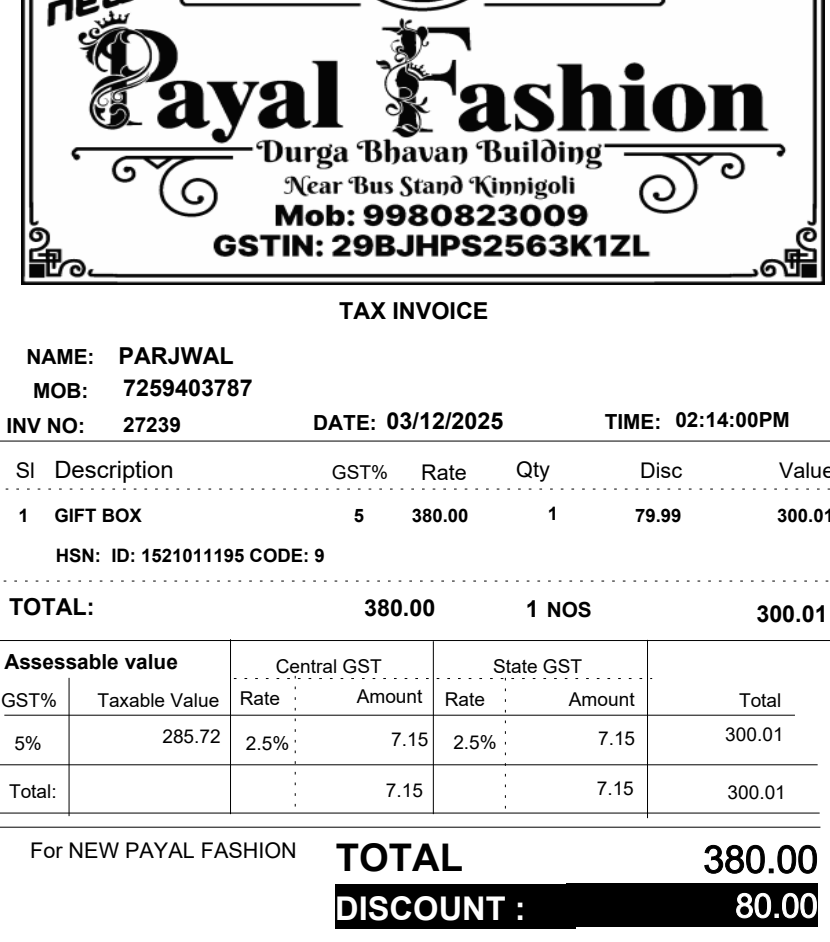 new
Payal Fashion
Durga Bhavan Building
Near Bus Stand Kinnigoli
Mob: 9980823009
GSTIN: 29BJHPS2563K1ZL
TAX INVOICE
NAME: PARJWAL
MOB: 7259403787
INV NO: 27239 DATE: 03/12/2025 TIME: 02:14:00PM
Sl Description GST% Rate Qty Disc Value
1 GIFT BOX 5 380.00 1 79.99 300.01
HSN: ID: 1521011195 CODE: 9
TOTAL: 380.00 1 NOS 300.01
Assessable value Central GST State GST
GST% Taxable Value Rate Amount Rate Amount Total
5% 285.72 2.5% 7.15 2.5% 7.15 300.01
Total: 7.15 7.15 300.01
For NEW PAYAL FASHION TOTAL 380.00
DISCOUNT : 80.00